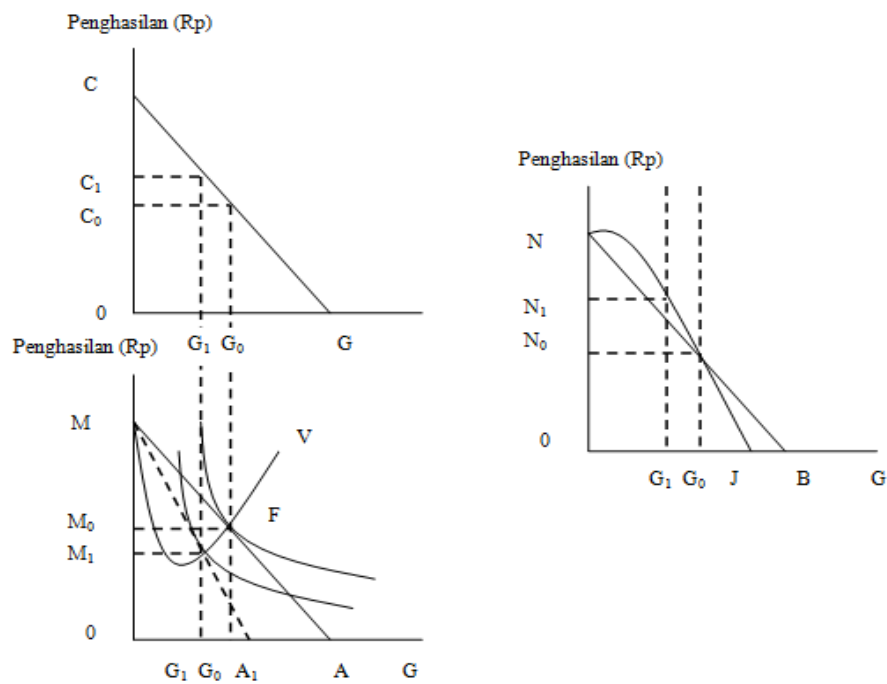 Penghasilan (Rp)
C
C₁
C₀
0
G₁ G₀ G
Penghasilan (Rp)
M
V
M₀
F
M₁
0
G₁ G₀ A₁ A G
Penghasilan (Rp)
N
N₁
N₀
0
G₁ G₀ J B G